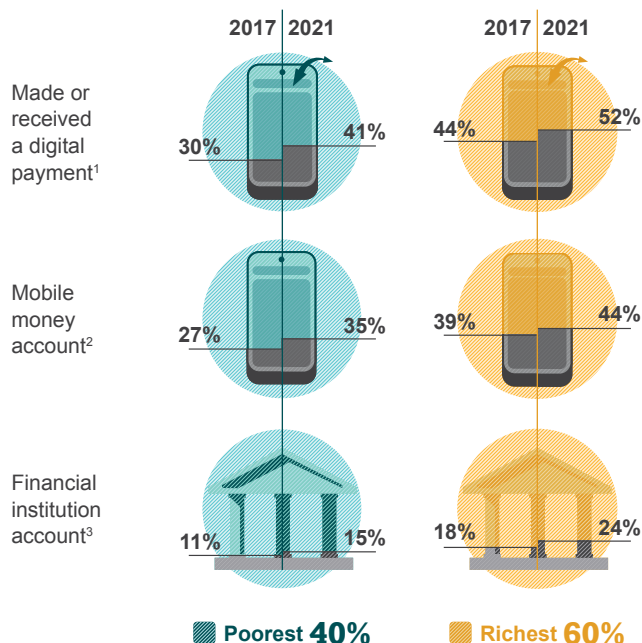 2017 2021 2017 2021
Made or
received
a digital
payment¹
30% 41% 44% 52%
Mobile
money
account²
27% 35% 39% 44%
Financial
institution
account³
11% 15% 18% 24%
Poorest 40% Richest 60%